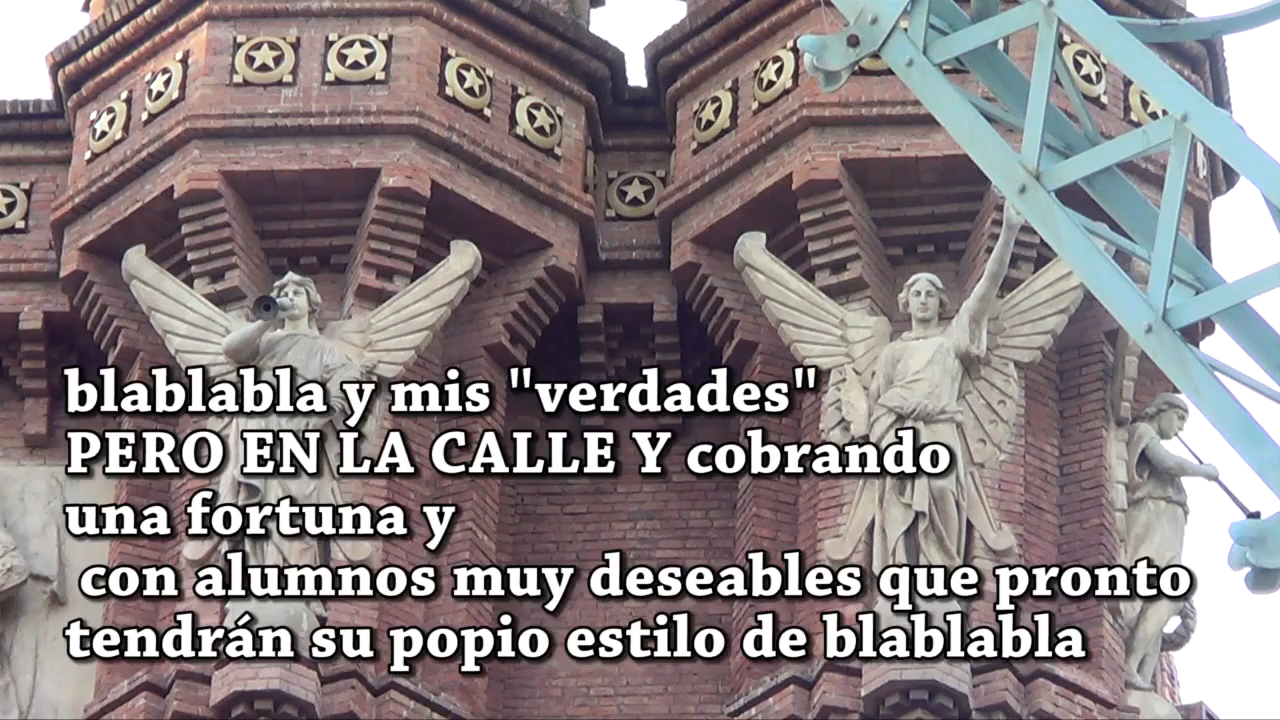 blablabla y mis "verdades"
PERO EN LA CALLE Y cobrando
una fortuna y
con alumnos muy deseables que pronto
tendrán su popio estilo de blablabla